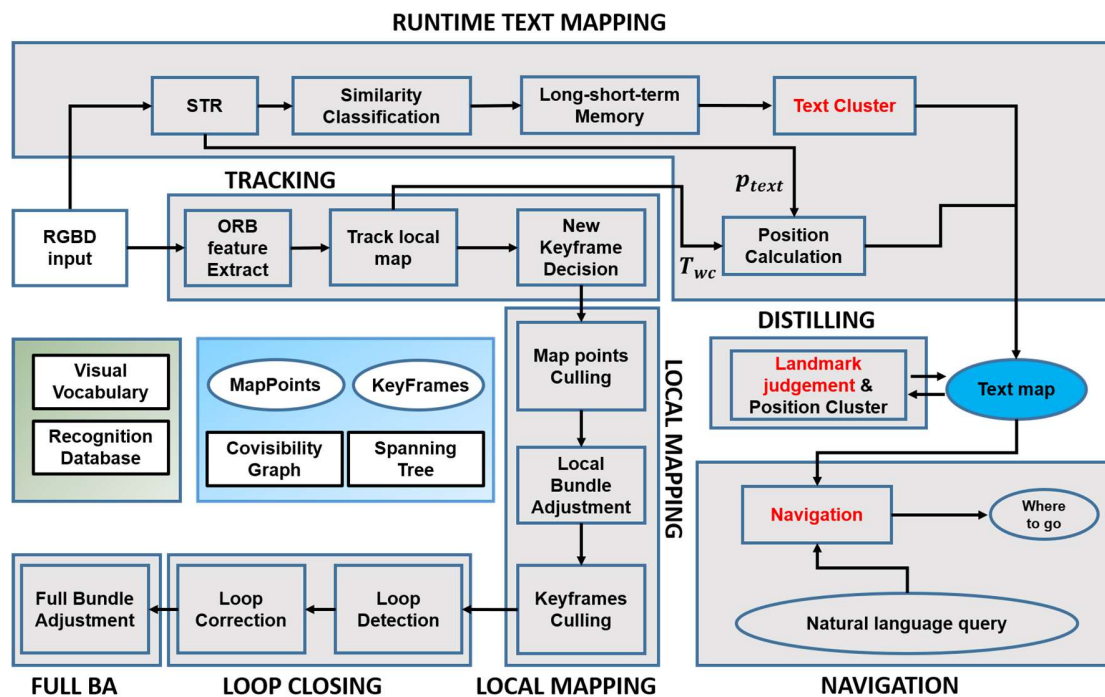 RUNTIME TEXT MAPPING
STR
Similarity
Classification
Long-short-term
Memory
Text Cluster
TRACKING
p_text
RGBD
input
ORB
feature
Extract
Track local
map
New
Keyframe
Decision
T_wc
Position
Calculation
DISTILLING
Visual
Vocabulary
Recognition
Database
MapPoints
KeyFrames
Covisibility
Graph
Spanning
Tree
Map points
Culling
LOCAL MAPPING
Landmark
judgement &
Position Cluster
Text map
Local
Bundle
Adjustment
Navigation
Where
to go
Full Bundle
Adjustment
Loop
Correction
Loop
Detection
Keyframes
Culling
Natural language query
FULL BA
LOOP CLOSING
LOCAL MAPPING
NAVIGATION